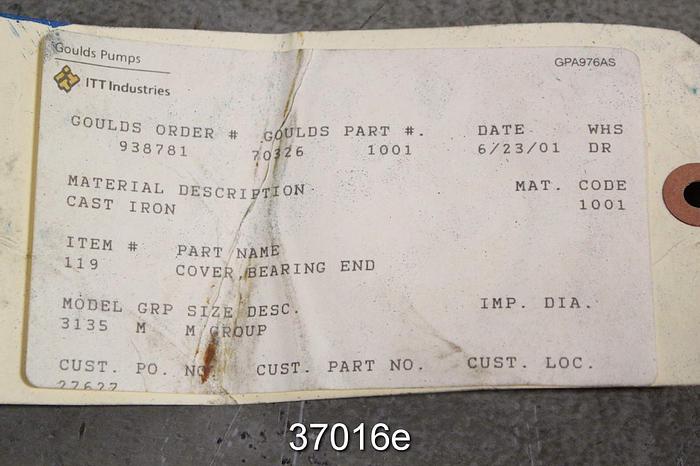 Goulds Pumps
GPA976AS
ITT Industries
GOULDS ORDER # GOULDS PART #. DATE WHS
938781 70326 1001 6/23/01 DR
MATERIAL DESCRIPTION MAT. CODE
CAST IRON 1001
ITEM # PART NAME
119 COVER,BEARING END
MODEL GRP SIZE DESC. IMP. DIA.
3135 M M GROUP
CUST. PO. NO. CUST. PART NO. CUST. LOC.
27627
37016e